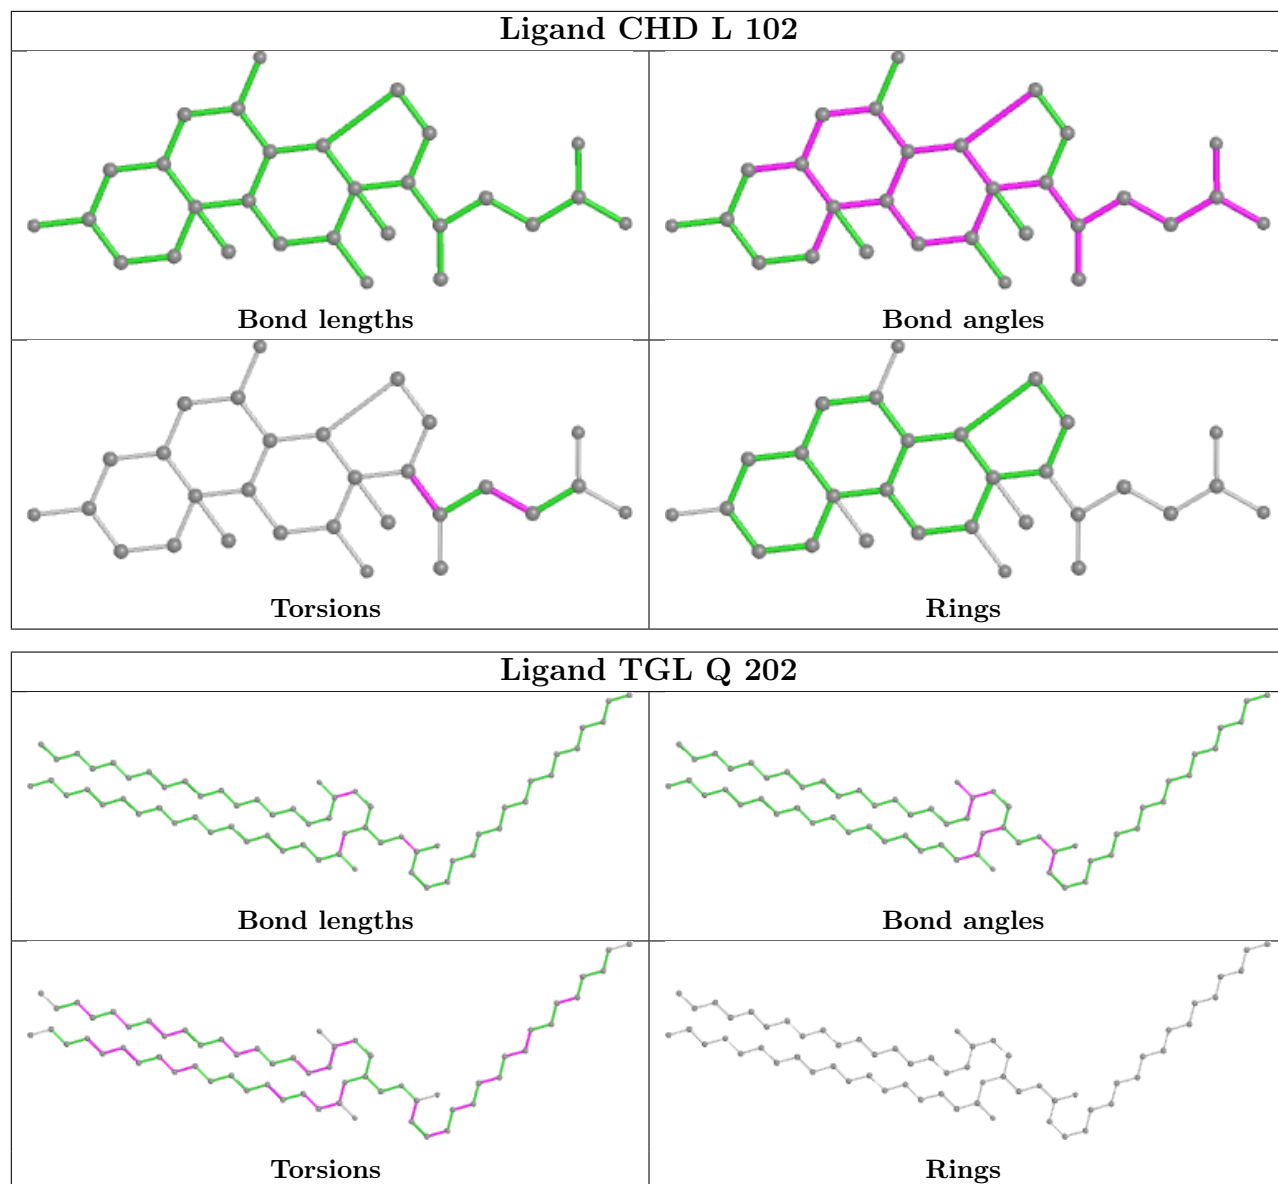 Ligand CHD L 102
Bond lengths
Bond angles
Torsions
Rings
Ligand TGL Q 202
Bond lengths
Bond angles
Torsions
Rings